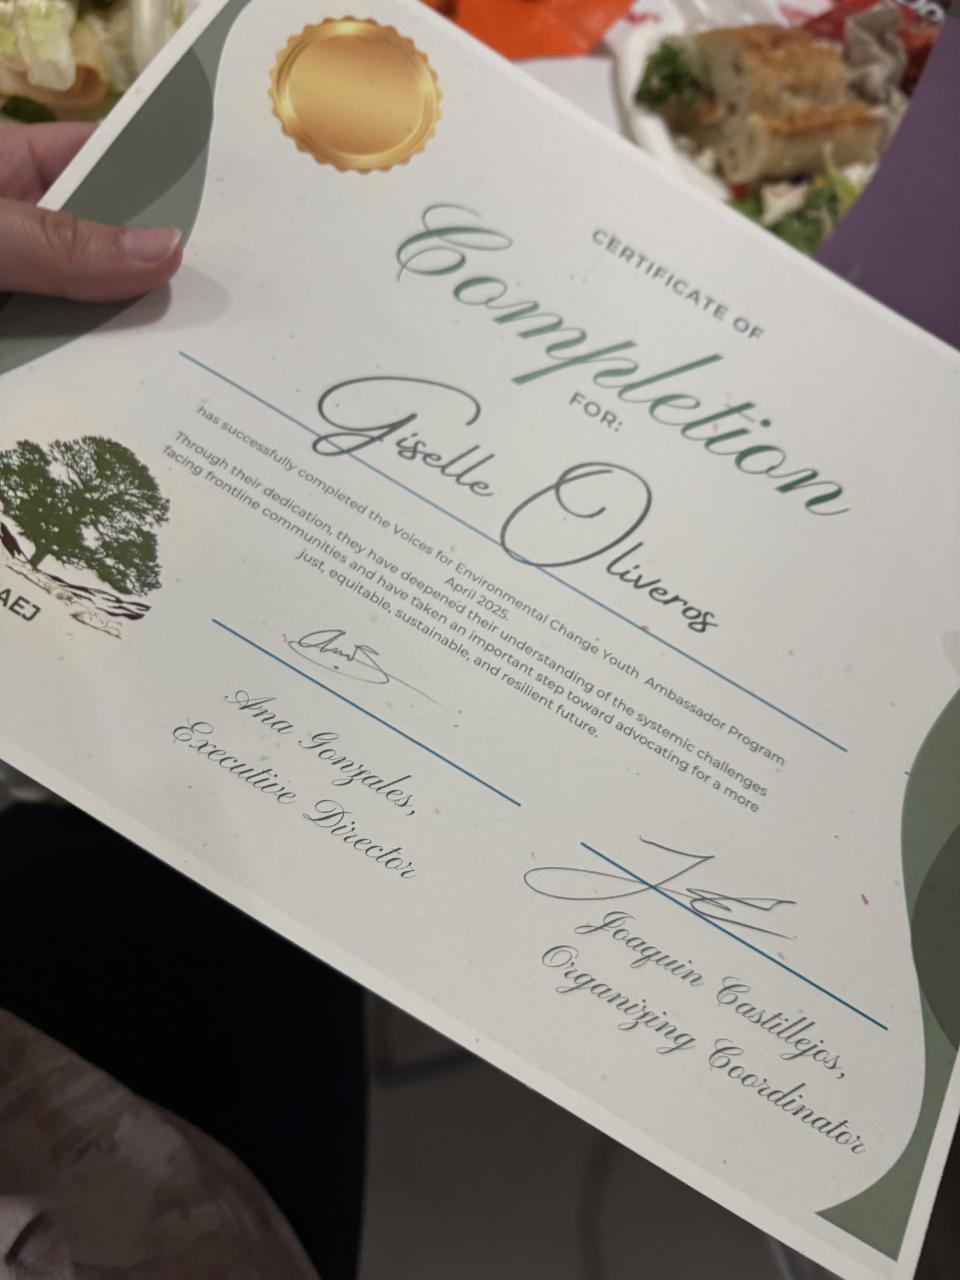 CERTIFICATE OF
Completion
FOR:
Giselle Oliveros
has successfully completed the Voices for Environmental Change Youth Ambassador Program
April 2025.
Through their dedication, they have deepened their understanding of the systemic challenges
facing frontline communities and have taken an important step toward advocating for a more
just, equitable, sustainable, and resilient future.
AEJ
Ana Gonzales,
Executive Director
Joaquin Castillejos,
Organizing Coordinator